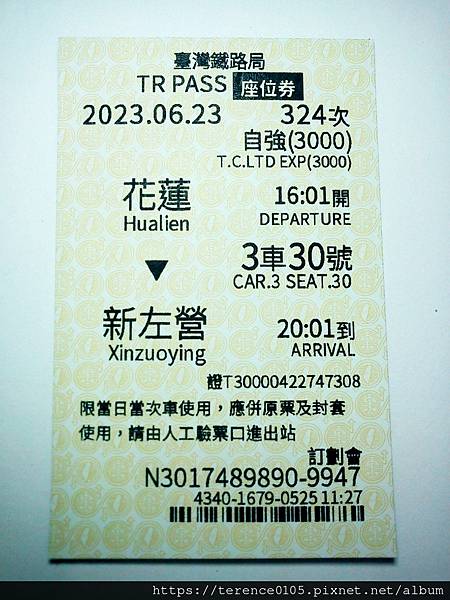 臺灣鐵路局
TR PASS 座位券
2023.06.23 324次
自強(3000)
T.C.LTD EXP(3000)
花蓮 16:01開
Hualien DEPARTURE
▼ 3車30號
CAR.3 SEAT.30
新左營 20:01到
Xinzuoying ARRIVAL
證T30000422747308
限當日當次車使用，應併原票及封套
使用，請由人工驗票口進出站
訂劃會
N3017489890-9947
4340-1679-0525 11:27
https://terence0105.pixnet.net/album